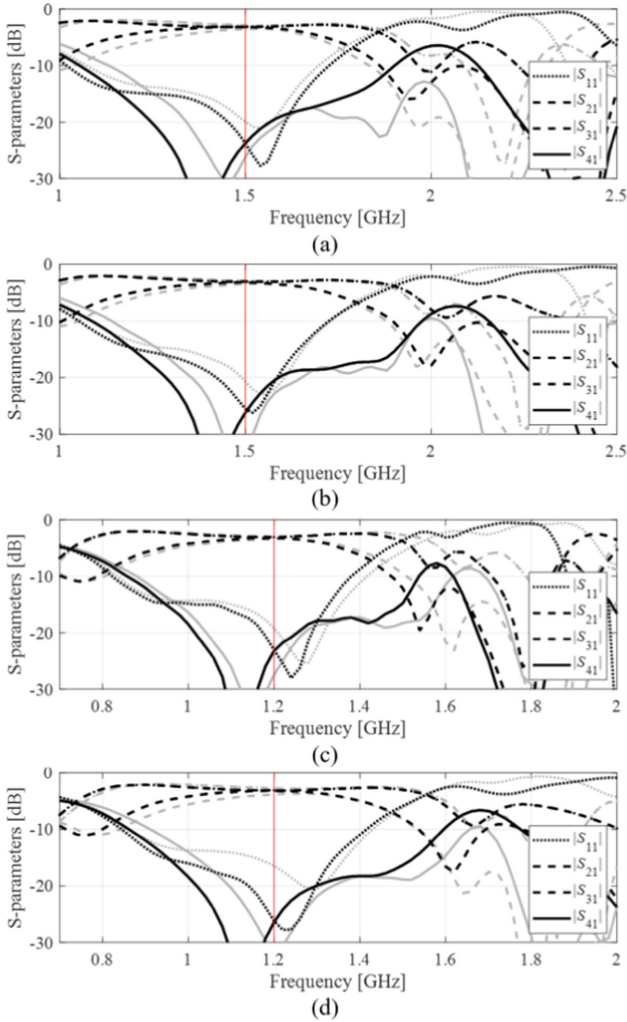 0
-10
-20
-30
S-parameters [dB]
1
1.5
2
2.5
Frequency [GHz]
|S11|
|S21|
|S31|
|S41|
(a)
0
-10
-20
-30
S-parameters [dB]
1
1.5
2
2.5
Frequency [GHz]
|S11|
|S21|
|S31|
|S41|
(b)
0
-10
-20
-30
S-parameters [dB]
0.8
1
1.2
1.4
1.6
1.8
2
Frequency [GHz]
|S11|
|S21|
|S31|
|S41|
(c)
0
-10
-20
-30
S-parameters [dB]
0.8
1
1.2
1.4
1.6
1.8
2
Frequency [GHz]
|S11|
|S21|
|S31|
|S41|
(d)